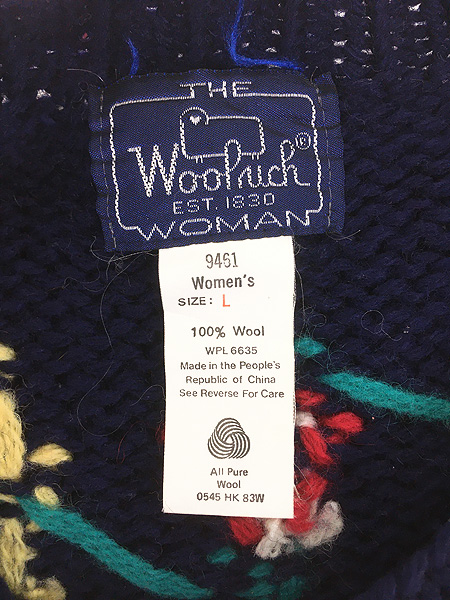 THE
Woolrich®
EST. 1830
WOMAN
9461
Women's
SIZE: L
100% Wool
WPL 6635
Made in the People's
Republic of China
See Reverse For Care
All Pure
Wool
0545 HK 83W